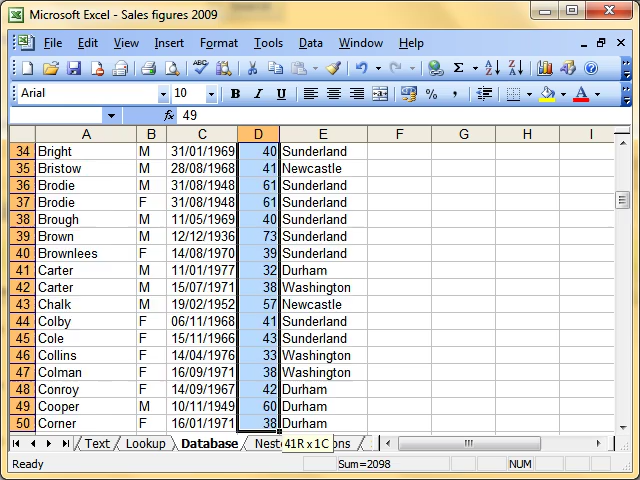 Microsoft Excel - Sales figures 2009
File Edit View Insert Format Tools Data Window Help
Arial 10 B I U
fx 49
A B C D E F G H I
34 Bright M 31/01/1969 40 Sunderland
35 Bristow M 28/08/1968 41 Newcastle
36 Brodie M 31/08/1948 61 Sunderland
37 Brodie F 31/08/1948 61 Sunderland
38 Brough M 11/05/1969 40 Sunderland
39 Brown M 12/12/1936 73 Sunderland
40 Brownlees F 14/08/1970 39 Sunderland
41 Carter M 11/01/1977 32 Durham
42 Carter M 15/07/1971 38 Washington
43 Chalk M 19/02/1952 57 Newcastle
44 Colby F 06/11/1968 41 Sunderland
45 Cole F 15/11/1966 43 Sunderland
46 Collins F 14/04/1976 33 Washington
47 Colman F 16/09/1971 38 Washington
48 Conroy F 14/09/1967 42 Durham
49 Cooper M 10/11/1949 60 Durham
50 Corner F 16/01/1971 38 Durham
Text Lookup Database 41R x 1C
Ready Sum=2098 NUM